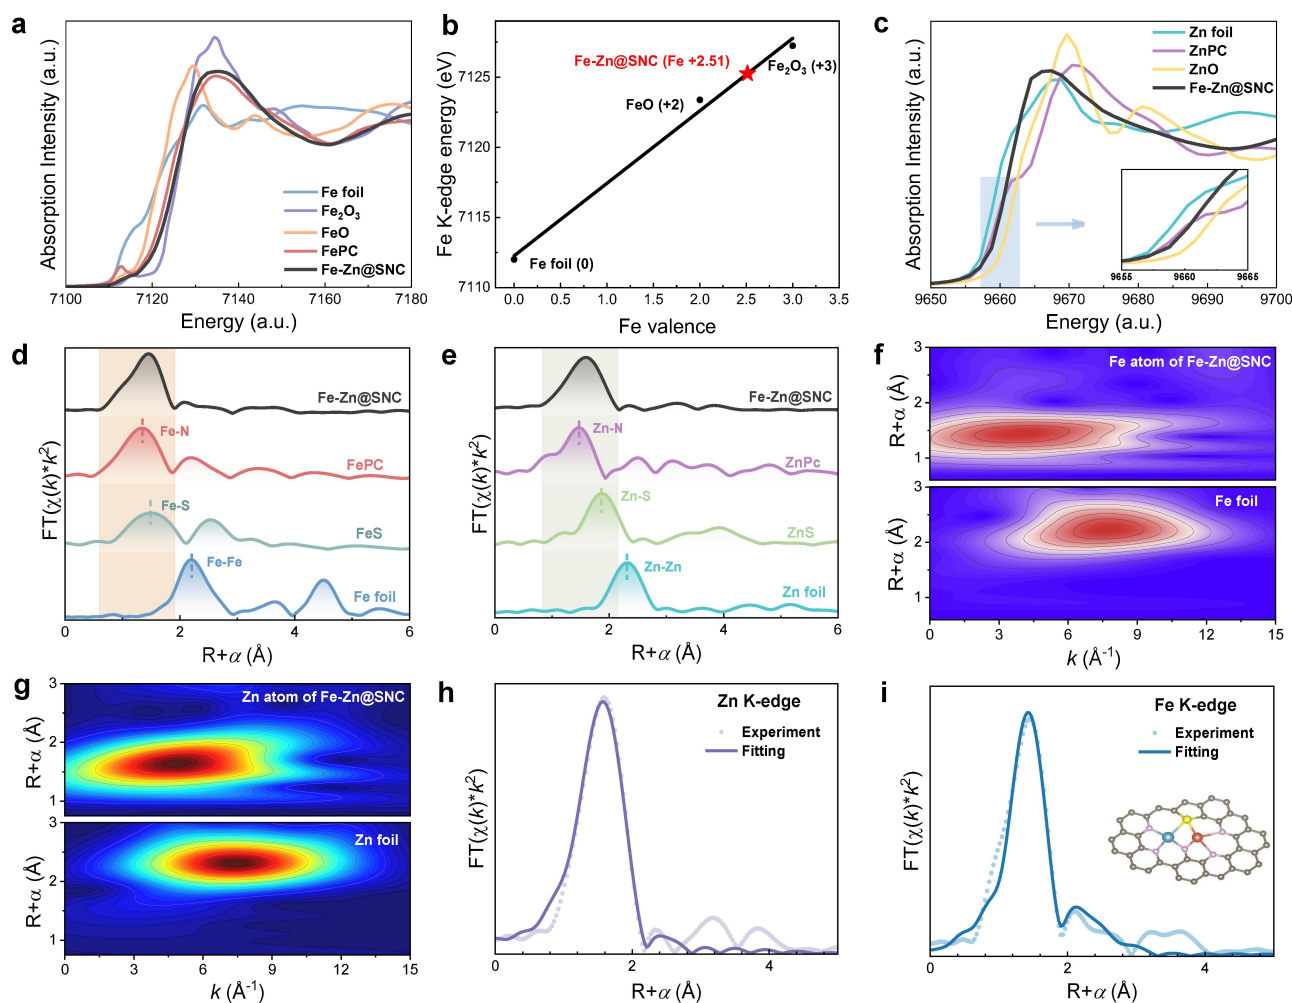 a
Absorption Intensity (a.u.)
Fe foil
Fe₂O₃
FeO
FePC
Fe-Zn@SNC
7100
7120
7140
7160
7180
Energy (a.u.)
b
Fe K-edge energy (eV)
7125
7120
7115
7110
Fe-Zn@SNC (Fe +2.51)
Fe₂O₃ (+3)
FeO (+2)
Fe foil (0)
0.0
0.5
1.0
1.5
2.0
2.5
3.0
3.5
Fe valence
c
Absorption Intensity (a.u.)
Zn foil
ZnPC
ZnO
Fe-Zn@SNC
9655
9660
9665
9650
9660
9670
9680
9690
9700
Energy (a.u.)
d
FT(χ(k)*k²)
Fe-Zn@SNC
Fe-N
FePC
Fe-S
FeS
Fe-Fe
Fe foil
0
2
4
6
R+α (Å)
e
FT(χ(k)*k²)
Fe-Zn@SNC
Zn-N
ZnPc
Zn-S
ZnS
Zn-Zn
Zn foil
0
2
4
6
R+α (Å)
f
Fe atom of Fe-Zn@SNC
R+α (Å)
3
2
1
Fe foil
R+α (Å)
3
2
1
0
3
6
9
12
15
k (Å⁻¹)
g
Zn atom of Fe-Zn@SNC
R+α (Å)
3
2
1
Zn foil
R+α (Å)
3
2
1
0
3
6
9
12
15
k (Å⁻¹)
h
Zn K-edge
Experiment
Fitting
FT(χ(k)*k²)
0
2
4
R+α (Å)
i
Fe K-edge
Experiment
Fitting
FT(χ(k)*k²)
0
2
4
R+α (Å)